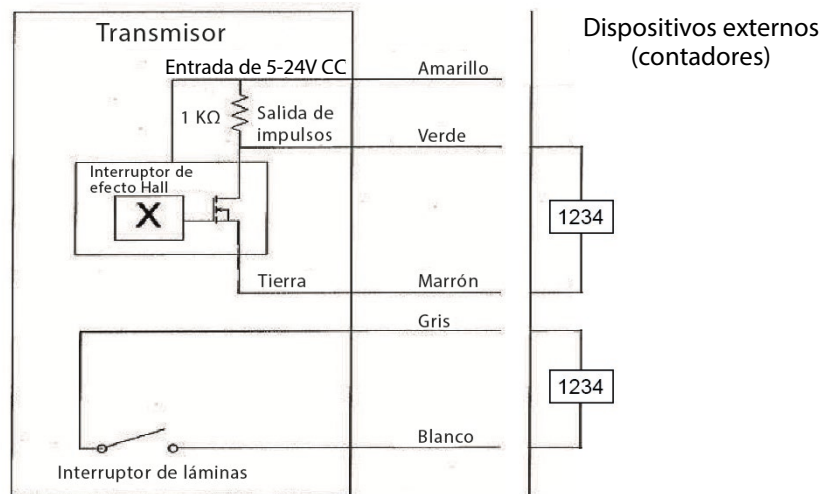 Transmisor
Dispositivos externos
(contadores)
Entrada de 5-24V CC
Amarillo
1 KΩ
Salida de
impulsos
Verde
Interruptor de
efecto Hall
X
1234
Tierra
Marrón
Gris
1234
Blanco
Interruptor de láminas